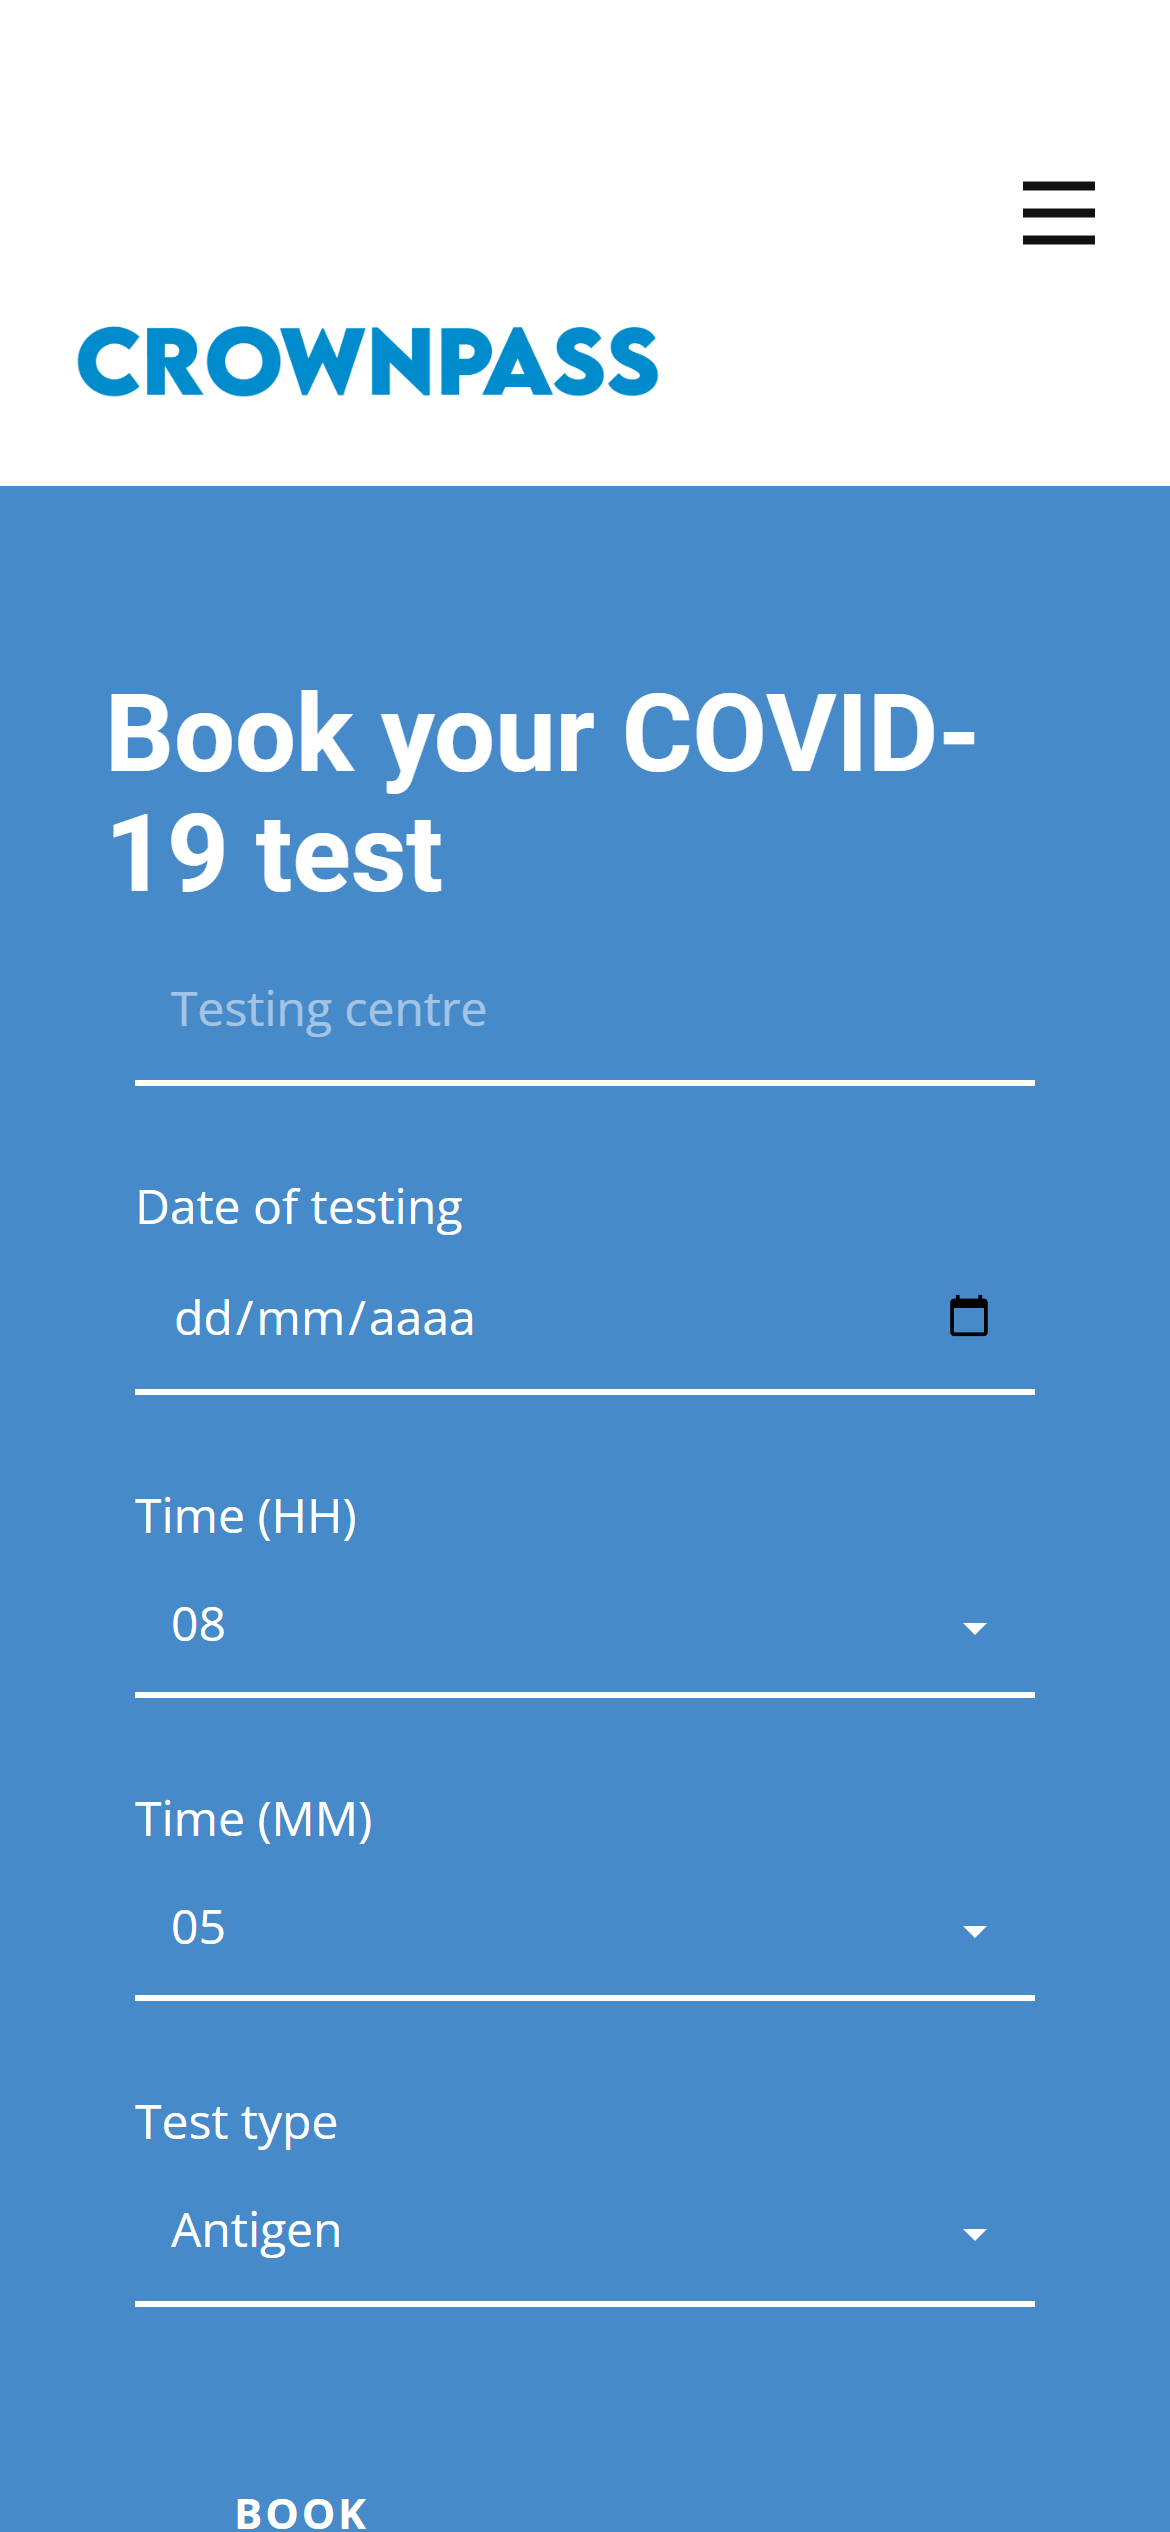 CROWNPASS
Book your COVID-
19 test
Testing centre
Date of testing
dd/mm/aaaa
Time (HH)
08
Time (MM)
05
Test type
Antigen
BOOK